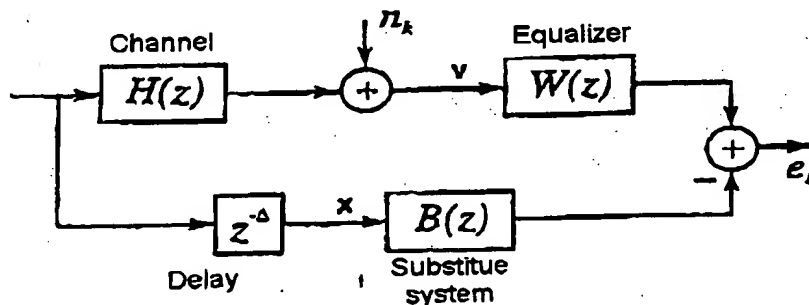 Channel
n_k
Equalizer
H(z)
+
v
W(z)
+
−
z^-Δ
x
B(z)
Delay
Substitue
system